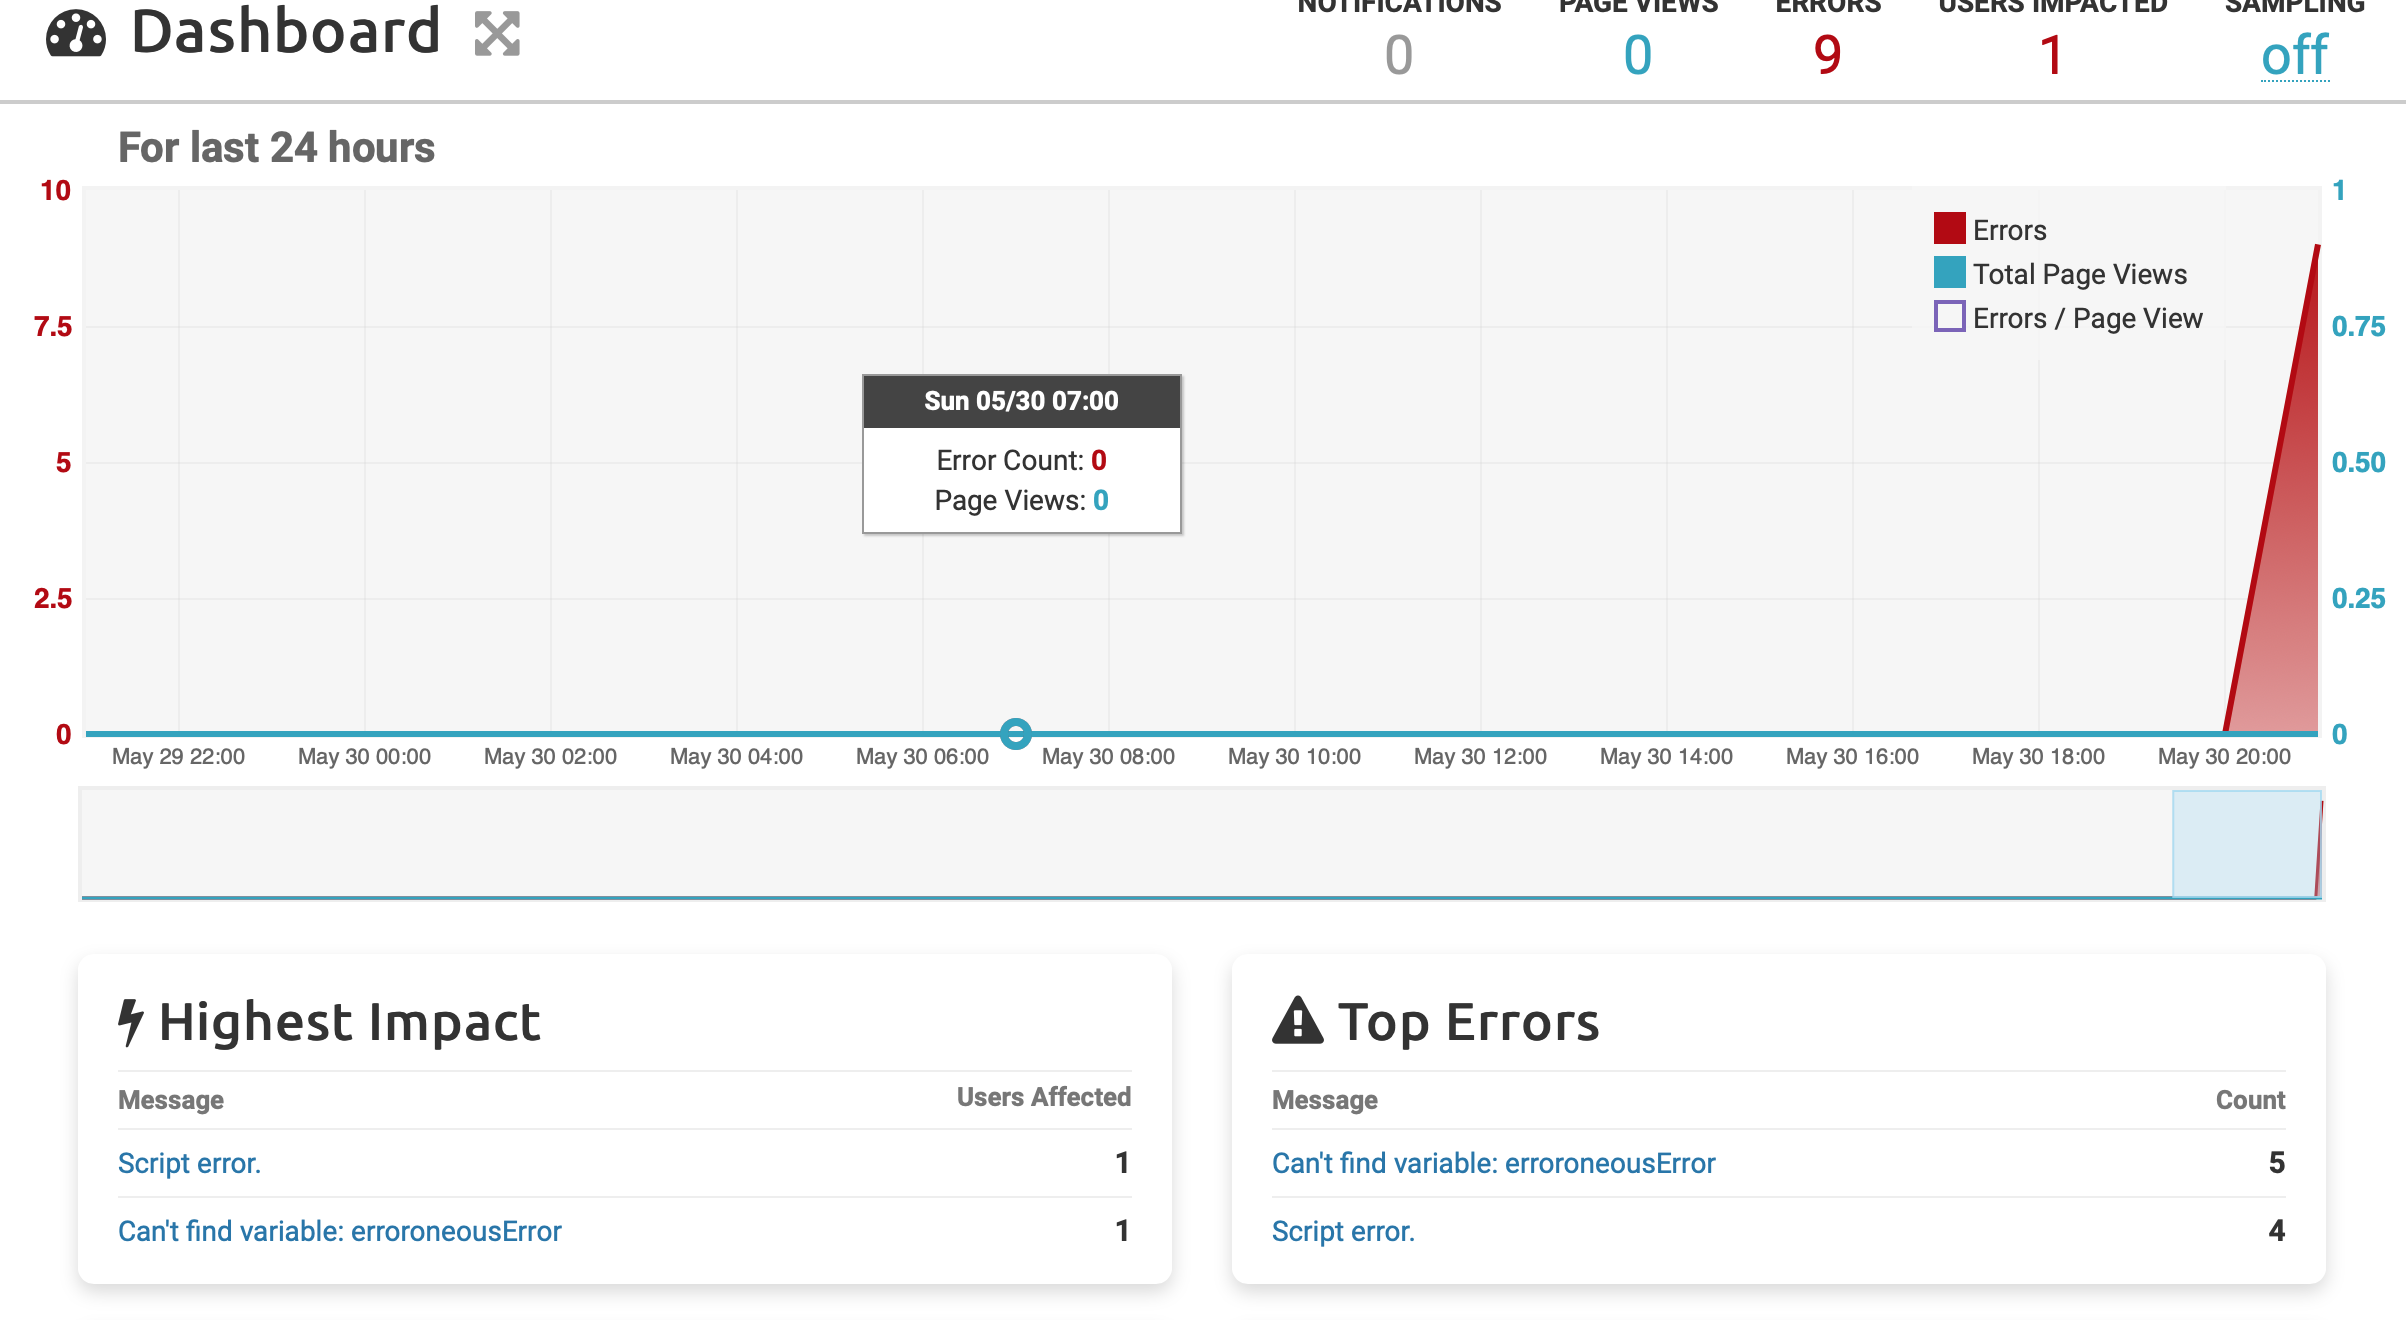 Dashboard
NOTIFICATIONS PAGE VIEWS ERRORS USERS IMPACTED SAMPLING
0 0 9 1 off
For last 24 hours
10 1
Errors
Total Page Views
7.5 Errors / Page View 0.75
Sun 05/30 07:00
Error Count: 0
5 0.50
Page Views: 0
2.5 0.25
0 0
May 29 22:00 May 30 00:00 May 30 02:00 May 30 04:00 May 30 06:00 May 30 08:00 May 30 10:00 May 30 12:00 May 30 14:00 May 30 16:00 May 30 18:00 May 30 20:00
Highest Impact
Message Users Affected
Script error. 1
Can't find variable: erroroneousError 1
Top Errors
Message Count
Can't find variable: erroroneousError 5
Script error. 4